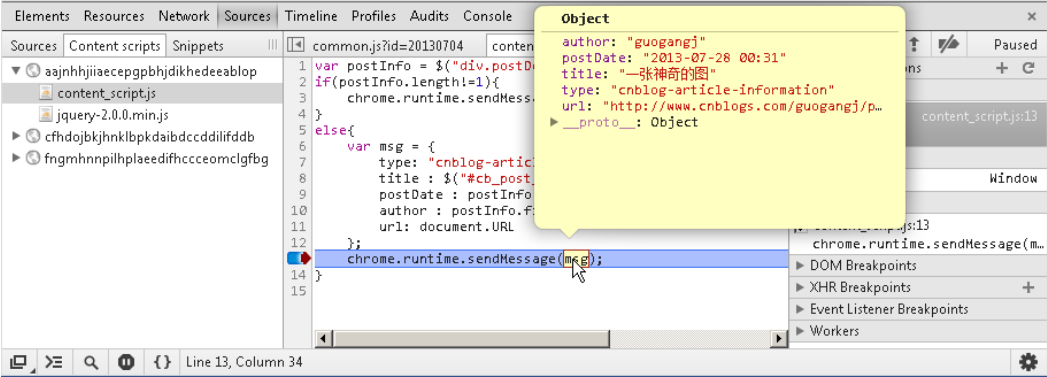 Elements Resources Network Sources Timeline Profiles Audits Console ×
Sources Content scripts Snippets
aajnhhjiiaecepgpbhjdikhedeeablop
content_script.js
jquery-2.0.0.min.js
cfhdojbkjhnklbpkdaibdccddilifddb
fngmhnnpilhplaeedifhccceomclgfbg
common.js?id=20130704 conten
1 var postInfo = $("div.postD
2 if(postInfo.length!=1){
3 chrome.runtime.sendMess
4 }
5 else{
6 var msg = {
7 type: "cnblog-artic
8 title : $("#cb_post_
9 postDate : postInfo
10 author : postInfo.f
11 url: document.URL
12 };
chrome.runtime.sendMessage(msg);
14 }
15
Object
author: "guogangj"
postDate: "2013-07-28 00:31"
title: "一张神奇的图"
type: "cnblog-article-information"
url: "http://www.cnblogs.com/guogangj/p…
__proto__: Object
Paused
ons
content_script.js:13
Window
content_script.js:13
chrome.runtime.sendMessage(m…
DOM Breakpoints
XHR Breakpoints
Event Listener Breakpoints
Workers
Line 13, Column 34